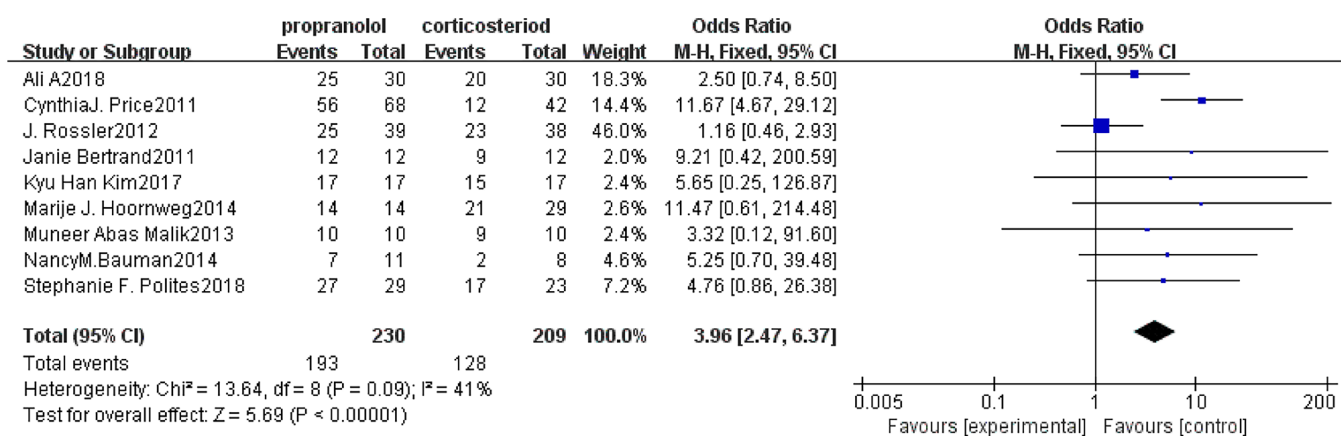 propranolol corticosteriod Odds Ratio Odds Ratio
Study or Subgroup Events Total Events Total Weight M-H, Fixed, 95% CI M-H, Fixed, 95% CI
Ali A2018 25 30 20 30 18.3% 2.50 [0.74, 8.50]
CynthiaJ. Price2011 56 68 12 42 14.4% 11.67 [4.67, 29.12]
J. Rossler2012 25 39 23 38 46.0% 1.16 [0.46, 2.93]
Janie Bertrand2011 12 12 9 12 2.0% 9.21 [0.42, 200.59]
Kyu Han Kim2017 17 17 15 17 2.4% 5.65 [0.25, 126.87]
Marije J. Hoornweg2014 14 14 21 29 2.6% 11.47 [0.61, 214.48]
Muneer Abas Malik2013 10 10 9 10 2.4% 3.32 [0.12, 91.60]
NancyM.Bauman2014 7 11 2 8 4.6% 5.25 [0.70, 39.48]
Stephanie F. Polites2018 27 29 17 23 7.2% 4.76 [0.86, 26.38]
Total (95% CI) 230 209 100.0% 3.96 [2.47, 6.37]
Total events 193 128
Heterogeneity: Chi² = 13.64, df = 8 (P = 0.09); I² = 41%
Test for overall effect: Z = 5.69 (P < 0.00001)
0.005 0.1 1 10 200
Favours [experimental] Favours [control]